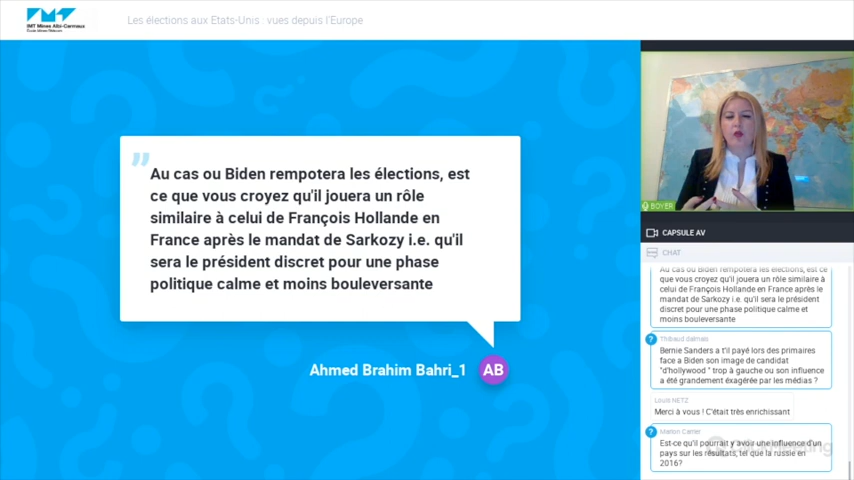 IMT Mines Albi-Carmaux
École Mines-Télécom
Les élections aux Etats-Unis : vues depuis l'Europe
Au cas ou Biden rempotera les élections, est
ce que vous croyez qu'il jouera un rôle
similaire à celui de François Hollande en
France après le mandat de Sarkozy i.e. qu'il
sera le président discret pour une phase
politique calme et moins bouleversante
Ahmed Brahim Bahri_1
AB
BOYER
CAPSULE AV
CHAT
Au cas ou Biden rempotera les élections, est ce
que vous croyez qu'il jouera un rôle similaire à
celui de François Hollande en France après le
mandat de Sarkozy i.e. qu'il sera le président
discret pour une phase politique calme et
moins bouleversante
?
Thibaud dalmais
Bernie Sanders a t'il payé lors des primaires
face a Biden son image de candidat
"d'hollywood " trop à gauche ou son influence
a été grandement éxagérée par les médias ?
Louis NETZ
Merci à vous ! C'était très enrichissant
?
Marion Carlier
Est-ce qu'il pourrait y avoir une influence d'un
pays sur les résultats, tel que la russie en
2016?